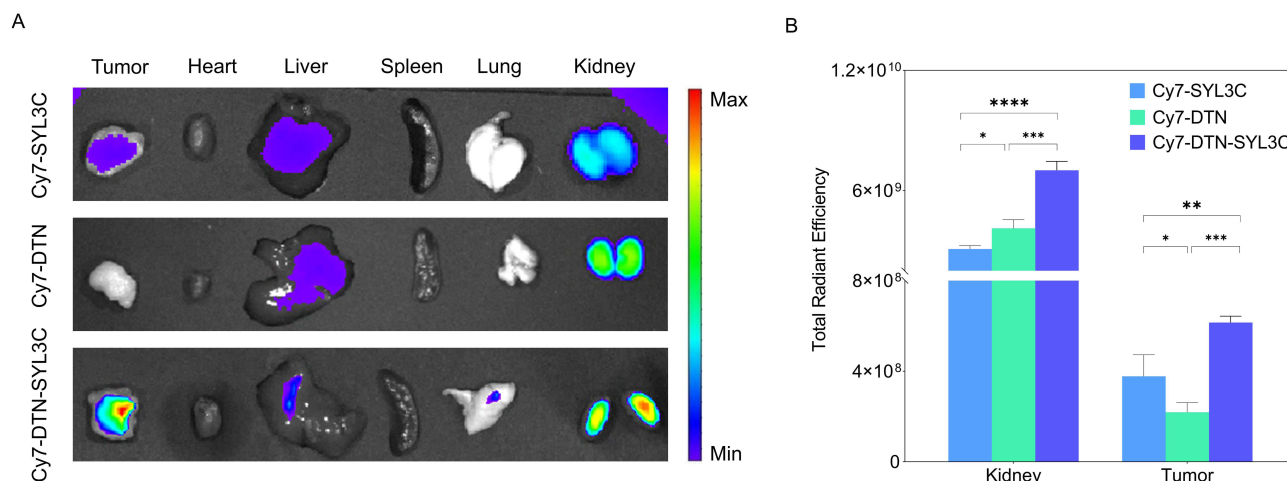 A
Tumor Heart Liver Spleen Lung Kidney
Cy7-SYL3C
Cy7-DTN
Cy7-DTN-SYL3C
Max
Min
B
Total Radiant Efficiency
1.2×10¹⁰
6×10⁹
8×10⁸
4×10⁸
0
Cy7-SYL3C
Cy7-DTN
Cy7-DTN-SYL3C
****
* ***
**
* ***
Kidney Tumor